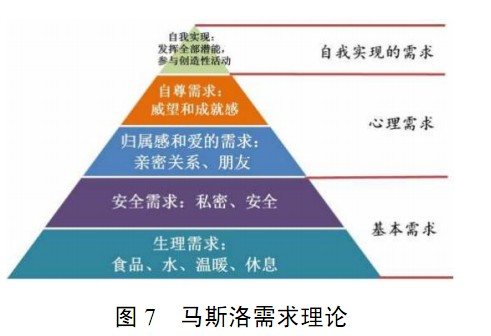 自我实现:
发挥全部潜能,
参与创造性活动
自我实现的需求
自尊需求:
威望和成就感
心理需求
归属感和爱的需求:
亲密关系、朋友
安全需求: 私密、安全
基本需求
生理需求:
食品、水、温暖、休息
图 7 马斯洛需求理论